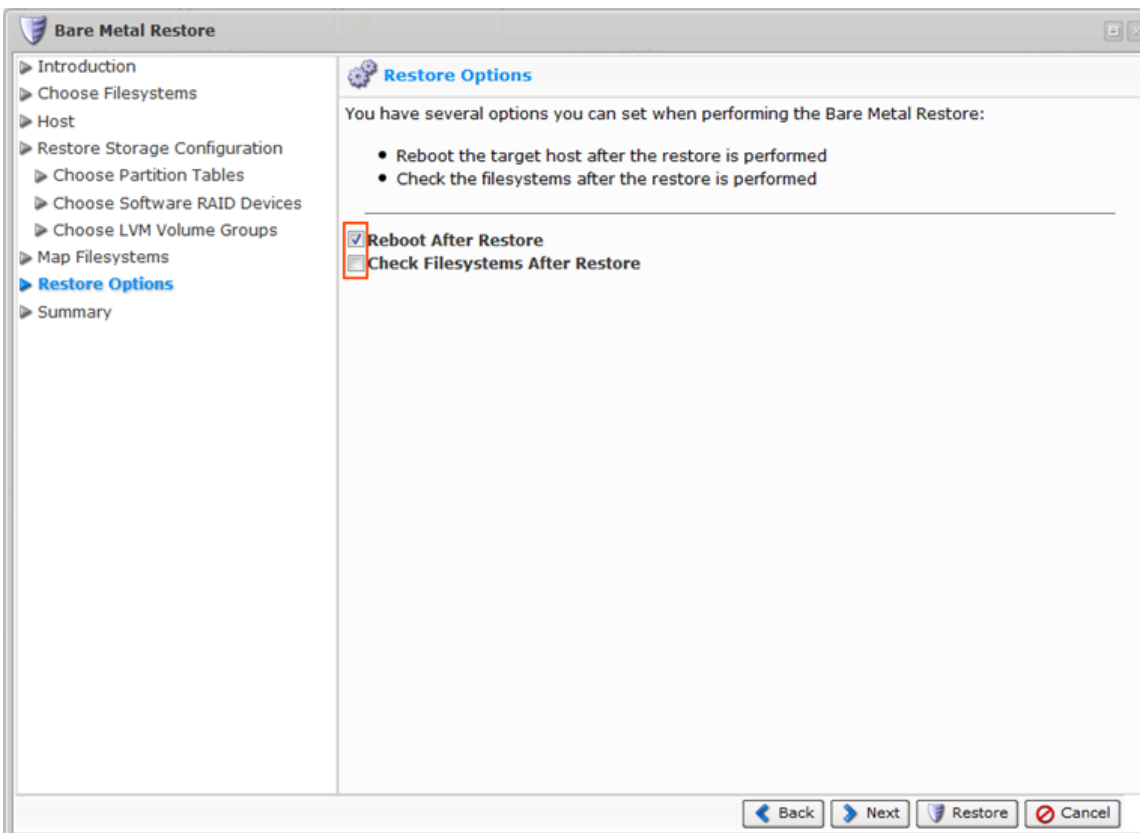 Bare Metal Restore
Introduction
Choose Filesystems
Host
Restore Storage Configuration
Choose Partition Tables
Choose Software RAID Devices
Choose LVM Volume Groups
Map Filesystems
Restore Options
Summary
Restore Options
You have several options you can set when performing the Bare Metal Restore:
Reboot the target host after the restore is performed
Check the filesystems after the restore is performed
Reboot After Restore
Check Filesystems After Restore
Back Next Restore Cancel